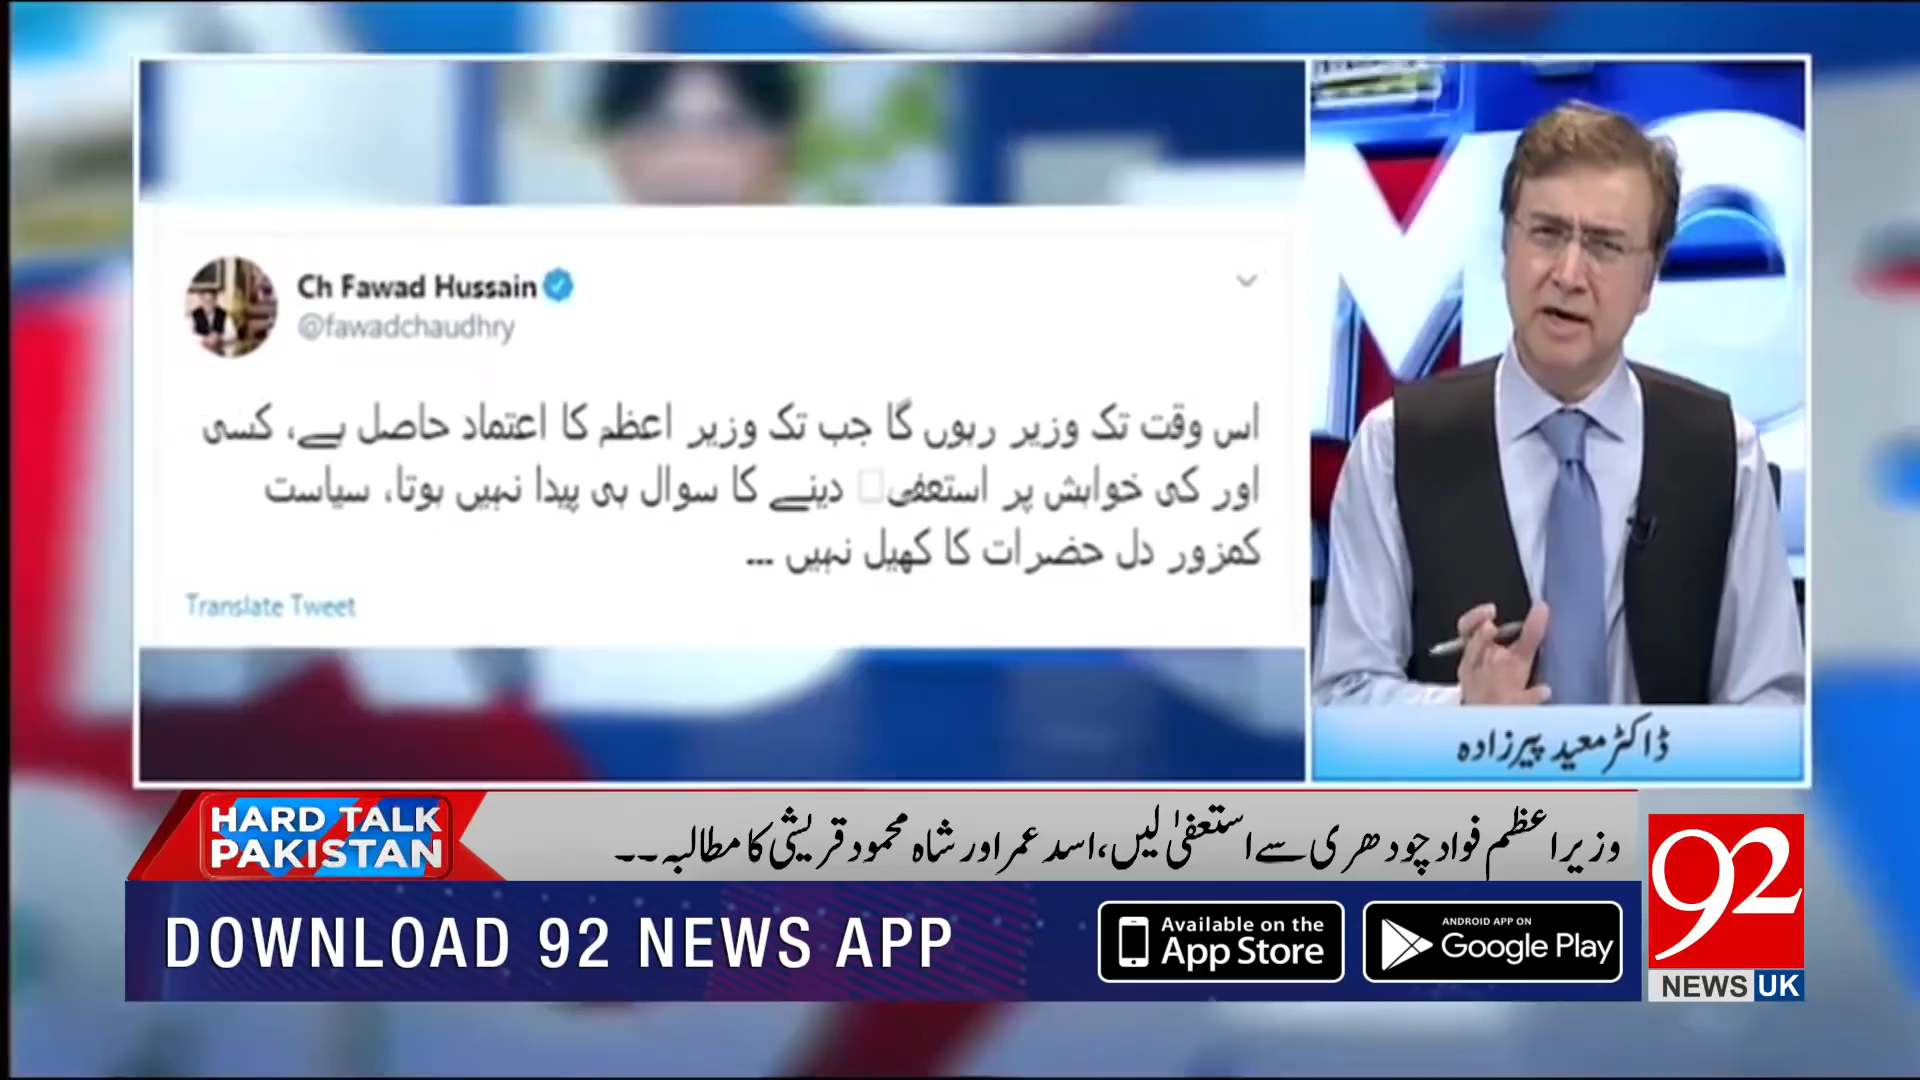 Ch Fawad Hussain
@fawadchaudhry
اس وقت تک وزیر رہوں گا جب تک وزیر اعظم کا اعتماد حاصل ہے، کسی
اور کی خواہش پر استعفی دینے کا سوال ہی پیدا نہیں ہوتا، سیاست
کمزور دل حضرات کا کھیل نہیں ...
Translate Tweet
ڈاکٹر معید پیرزادہ
HARD TALK
PAKISTAN
وزیراعظم فواد چودھری سے استعفیٰ لیں، اسد عمر اور شاہ محمود قریشی کا مطالبہ۔۔
DOWNLOAD 92 NEWS APP
Available on the
App Store
ANDROID APP ON
Google Play
92
NEWS UK